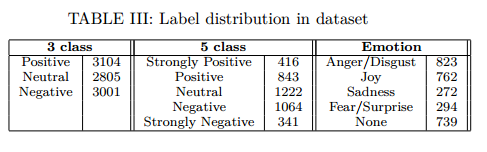 TABLE III: Label distribution in dataset
3 class 5 class Emotion
Positive 3104 Strongly Positive 416 Anger/Disgust 823
Neutral 2805 Positive 843 Joy 762
Negative 3001 Neutral 1222 Sadness 272
Negative 1064 Fear/Surprise 294
Strongly Negative 341 None 739